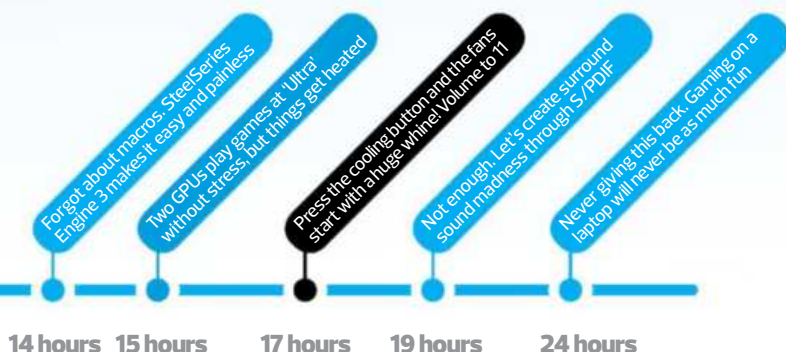 Forgot about macros. SteelSeries
Engine 3 makes it easy and painless
Two GPUs play games at 'Ultra'
without stress, but things get heated
Press the cooling button and the fans
start with a huge whine! Volume to 11
Not enough. Let's create surround
sound madness through S/PDIF
Never giving this back. Gaming on a
laptop will never be as much fun
14 hours 15 hours 17 hours 19 hours 24 hours